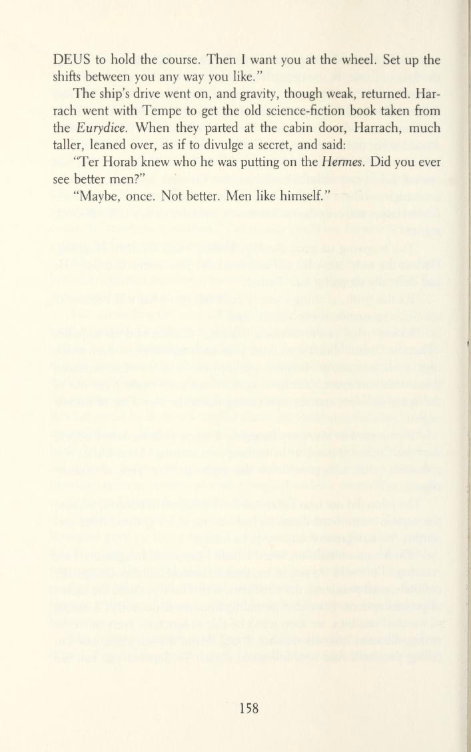 DEUS to hold the course. Then I want you at the wheel. Set up the
shifts between you any way you like."
The ship's drive went on, and gravity, though weak, returned. Har-
rach went with Tempe to get the old science-fiction book taken from
the Eurydice. When they parted at the cabin door, Harrach, much
taller, leaned over, as if to divulge a secret, and said:
"Ter Horab knew who he was putting on the Hermes. Did you ever
see better men?"
"Maybe, once. Not better. Men like himself."
158